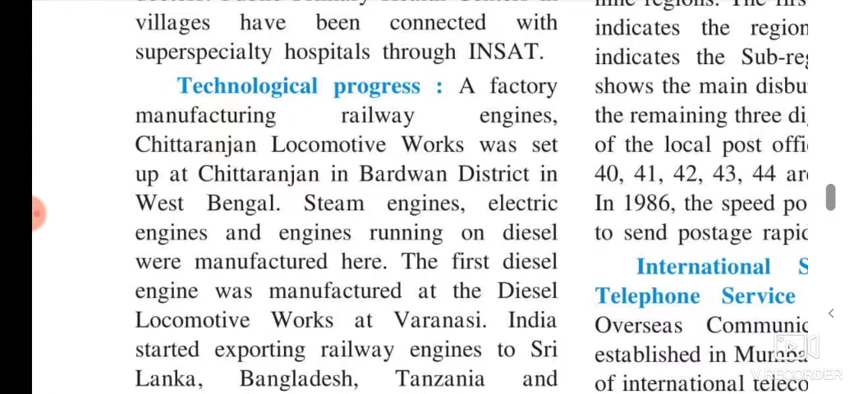 villages have been connected with
superspecialty hospitals through INSAT.
Technological progress : A factory
manufacturing railway engines,
Chittaranjan Locomotive Works was set
up at Chittaranjan in Bardwan District in
West Bengal. Steam engines, electric
engines and engines running on diesel
were manufactured here. The first diesel
engine was manufactured at the Diesel
Locomotive Works at Varanasi. India
started exporting railway engines to Sri
Lanka, Bangladesh, Tanzania and
indicates the region
indicates the Sub-reg
shows the main disbu
the remaining three di
of the local post offi
40, 41, 42, 43, 44 are
In 1986, the speed po
to send postage rapid
International S
Telephone Service
Overseas Communic
established in Mumba
of international teleco
V RECORDER